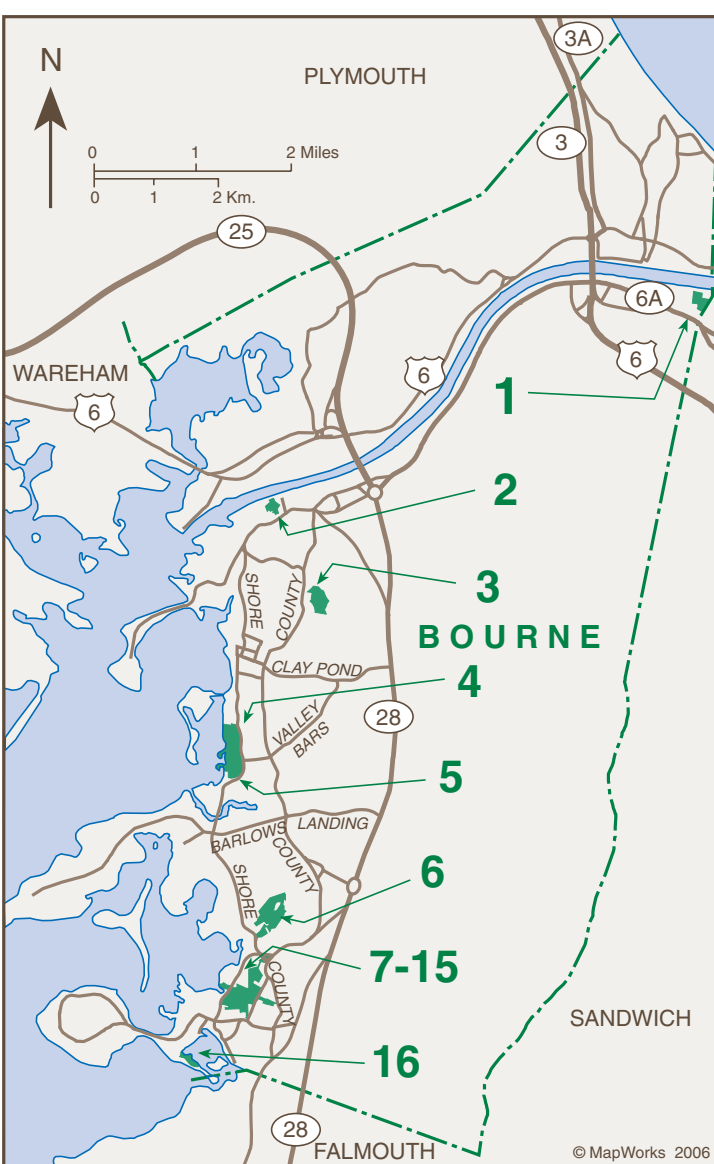 3A
N
PLYMOUTH
3
0 1 2 Miles
0 1 2 Km.
25
6A
6
WAREHAM
6
6
1
2
3
SHORE
COUNTY
BOURNE
CLAY POND
4
VALLEY
BARS
28
5
BARLOWS LANDING
COUNTY
SHORE
6
7-15
COUNTY
SANDWICH
16
28
FALMOUTH
© MapWorks 2006